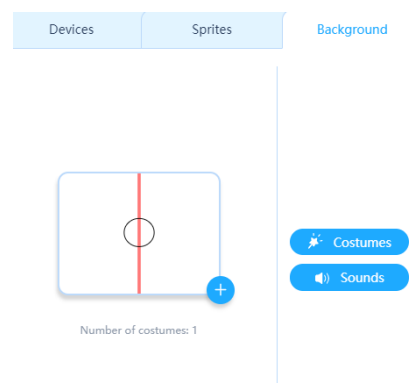 Devices
Sprites
Background
Costumes
Sounds
Number of costumes: 1